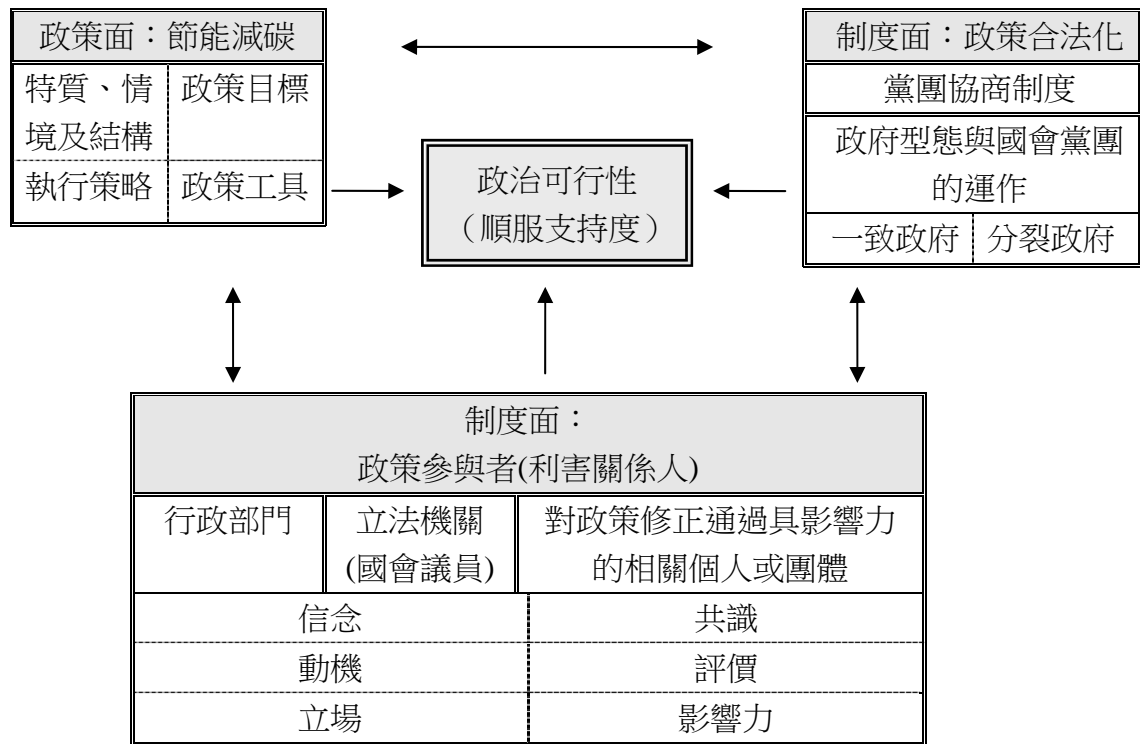 政策面：節能減碳
特質、情
境及結構
政策目標
執行策略
政策工具
政治可行性
（順服支持度）
制度面：政策合法化
黨團協商制度
政府型態與國會黨團
的運作
一致政府
分裂政府
制度面：
政策參與者(利害關係人)
行政部門
立法機關
(國會議員)
對政策修正通過具影響力
的相關個人或團體
信念
共識
動機
評價
立場
影響力